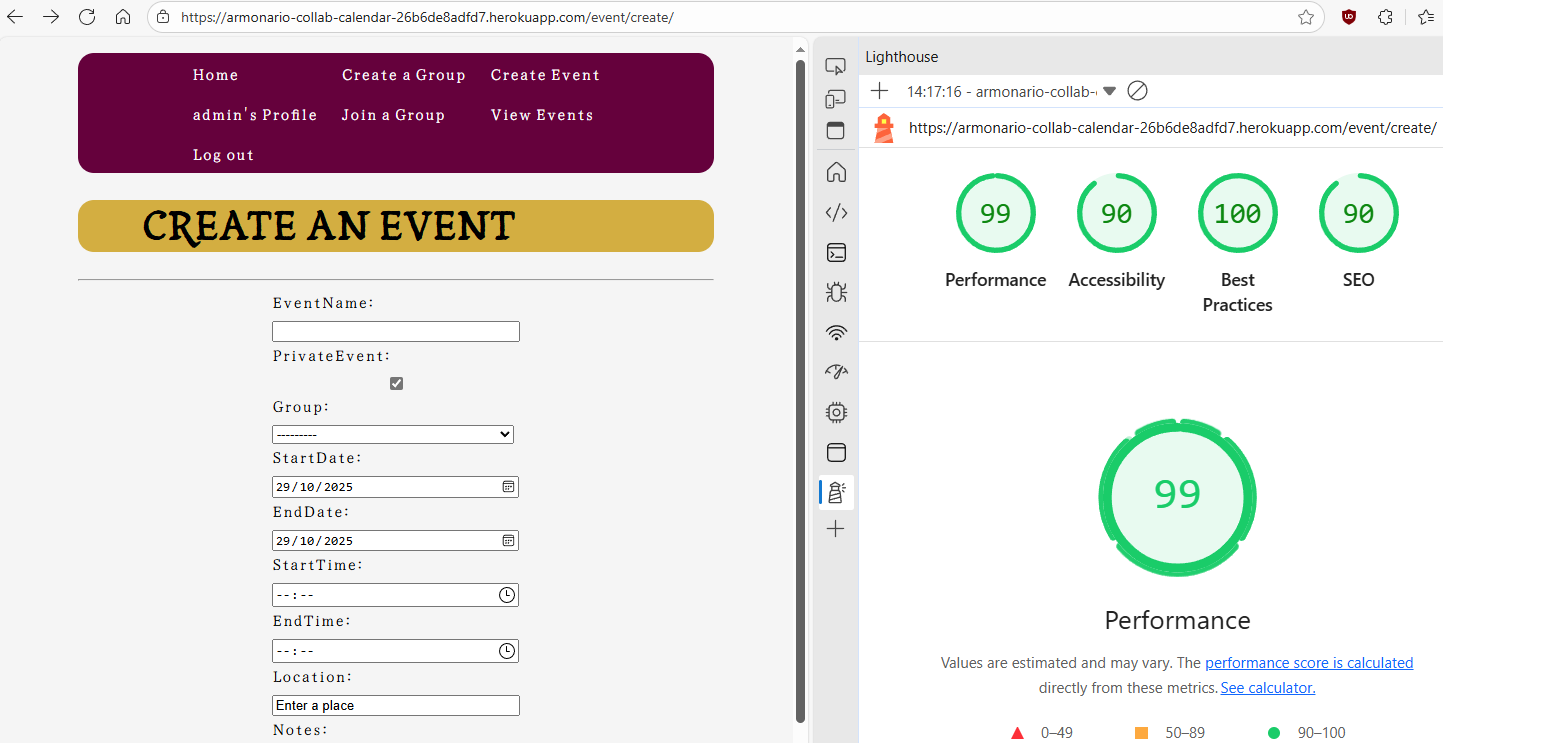 https://armonario-collab-calendar-26b6de8adfd7.herokuapp.com/event/create/
Home
Create a Group
Create Event
admin's Profile
Join a Group
View Events
Log out
CREATE AN EVENT
EventName:
PrivateEvent:
Group:
---------
StartDate:
29/10/2025
EndDate:
29/10/2025
StartTime:
--:--
EndTime:
--:--
Location:
Enter a place
Notes:
Lighthouse
14:17:16 - armonario-collab-
https://armonario-collab-calendar-26b6de8adfd7.herokuapp.com/event/create/
99
90
100
90
Performance
Accessibility
Best
Practices
SEO
99
Performance
Values are estimated and may vary. The performance score is calculated
directly from these metrics. See calculator.
0–49
50–89
90–100